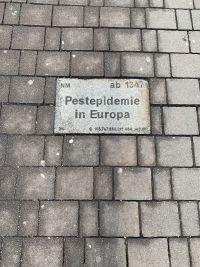 NM ab 1347
Pestepidemie
in Europa